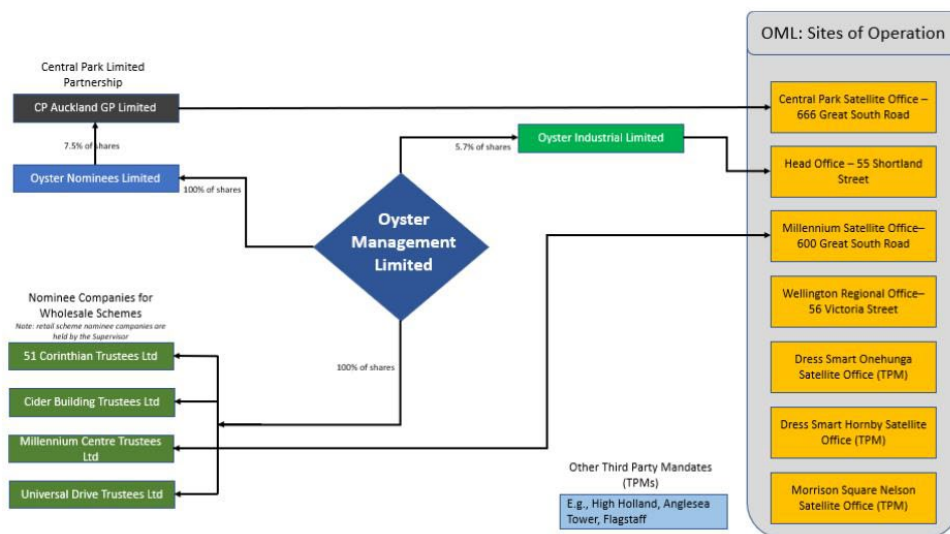 OML: Sites of Operation
Central Park Limited
Partnership
CP Auckland GP Limited
7.5% of shares
Oyster Nominees Limited
100% of shares
5.7% of shares
Oyster Industrial Limited
Oyster
Management
Limited
Central Park Satellite Office –
666 Great South Road
Head Office – 55 Shortland
Street
Millennium Satellite Office–
600 Great South Road
Wellington Regional Office–
56 Victoria Street
Dress Smart Onehunga
Satellite Office (TPM)
Dress Smart Hornby Satellite
Office (TPM)
Morrison Square Nelson
Satellite Office (TPM)
Nominee Companies for
Wholesale Schemes
Note: retail scheme nominee companies are
held by the Supervisor
100% of shares
51 Corinthian Trustees Ltd
Cider Building Trustees Ltd
Millennium Centre Trustees
Ltd
Universal Drive Trustees Ltd
Other Third Party Mandates
(TPMs)
E.g., High Holland, Anglesea
Tower, Flagstaff